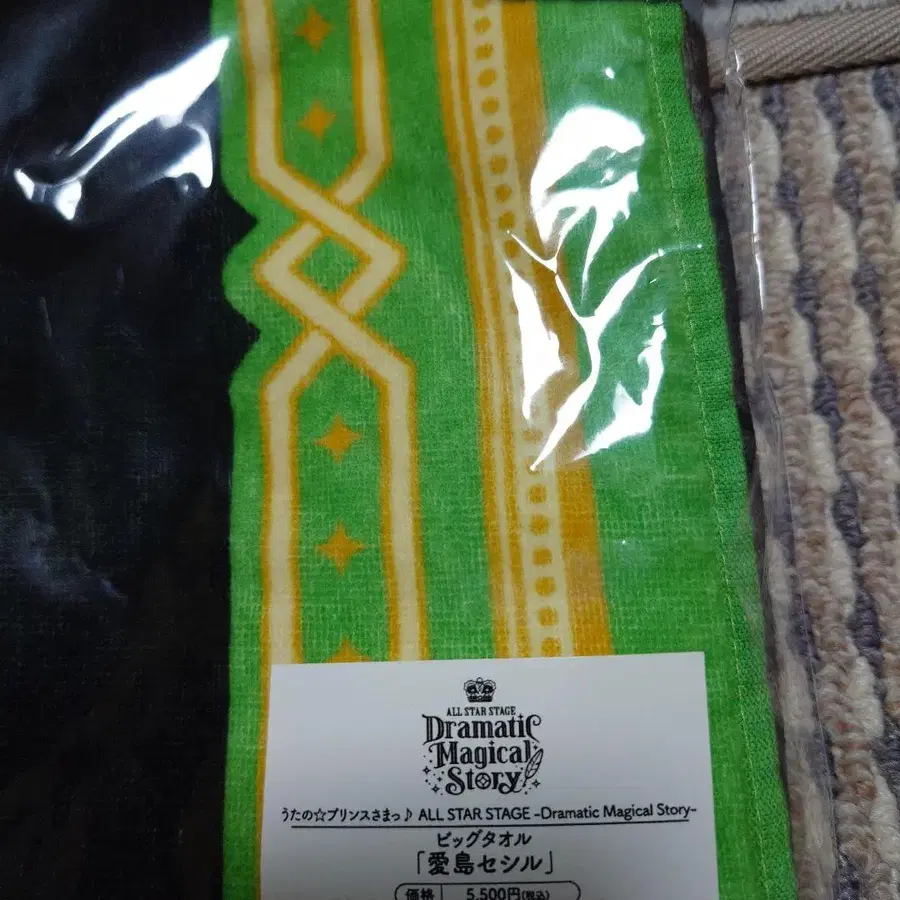 ALL STAR STAGE
Dramatic
Magical
Story
うたの☆プリンスさまっ♪ ALL STAR STAGE -Dramatic Magical Story-
ビッグタオル
「愛島セシル」
価格 5,500円(税込)